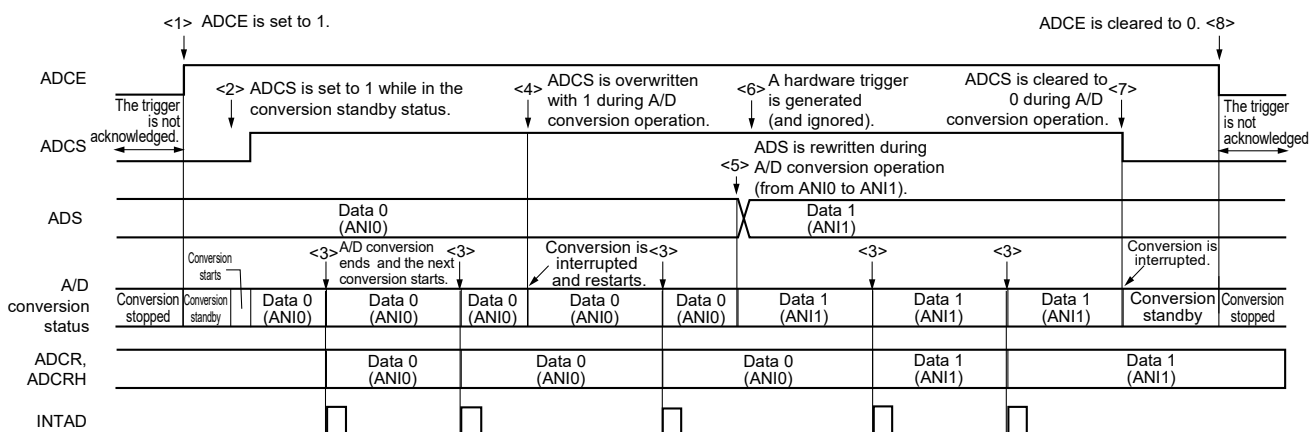 <1> ADCE is set to 1.
ADCE is cleared to 0. <8>
ADCE
The trigger
is not
acknowledged.
<2> ADCS is set to 1 while in the
conversion standby status.
<4> ADCS is overwritten
with 1 during A/D
conversion operation.
<6> A hardware trigger
is generated
(and ignored).
ADCS is cleared to <7>
0 during A/D
conversion operation.
The trigger
is not
acknowledged
ADCS
<5> ADS is rewritten during
A/D conversion operation
(from ANI0 to ANI1).
ADS
Data 0
(ANI0)
Data 1
(ANI1)
Conversion
starts
<3> A/D conversion
ends and the next
conversion starts.
<3>
Conversion is
interrupted
and restarts.
<3>
<3>
<3>
Conversion is
interrupted.
A/D
conversion
status
Conversion
stopped
Conversion
standby
Data 0
(ANI0)
Data 0
(ANI0)
Data 0
(ANI0)
Data 0
(ANI0)
Data 0
(ANI0)
Data 1
(ANI1)
Data 1
(ANI1)
Data 1
(ANI1)
Conversion
standby
Conversion
stopped
ADCR,
ADCRH
Data 0
(ANI0)
Data 0
(ANI0)
Data 0
(ANI0)
Data 1
(ANI1)
Data 1
(ANI1)
INTAD